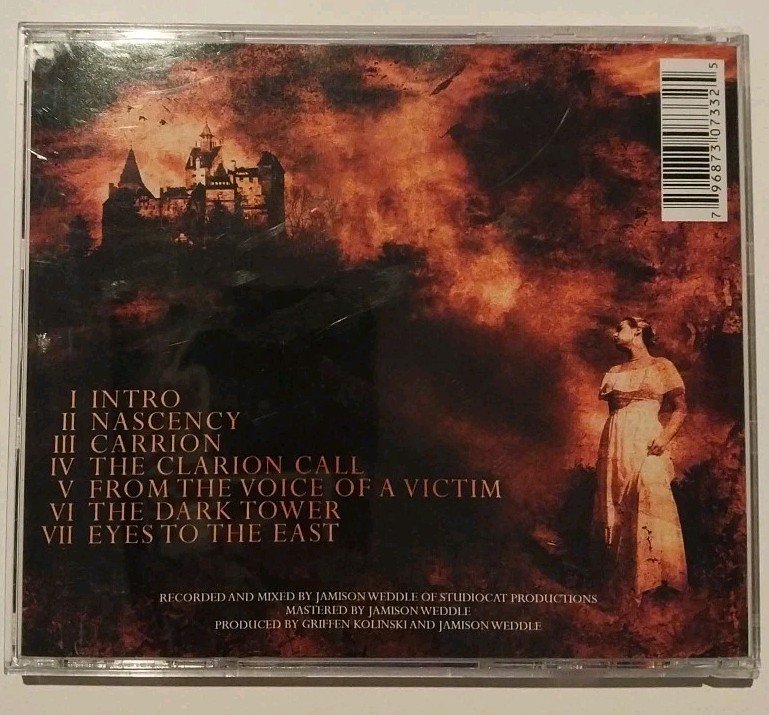 7 96873 07332 5
I INTRO
II NASCENCY
III CARRION
IV THE CLARION CALL
V FROM THE VOICE OF A VICTIM
VI THE DARK TOWER
VII EYES TO THE EAST
RECORDED AND MIXED BY JAMISON WEDDLE OF STUDIOCAT PRODUCTIONS
MASTERED BY JAMISON WEDDLE
PRODUCED BY GRIFFEN KOLINSKI AND JAMISON WEDDLE